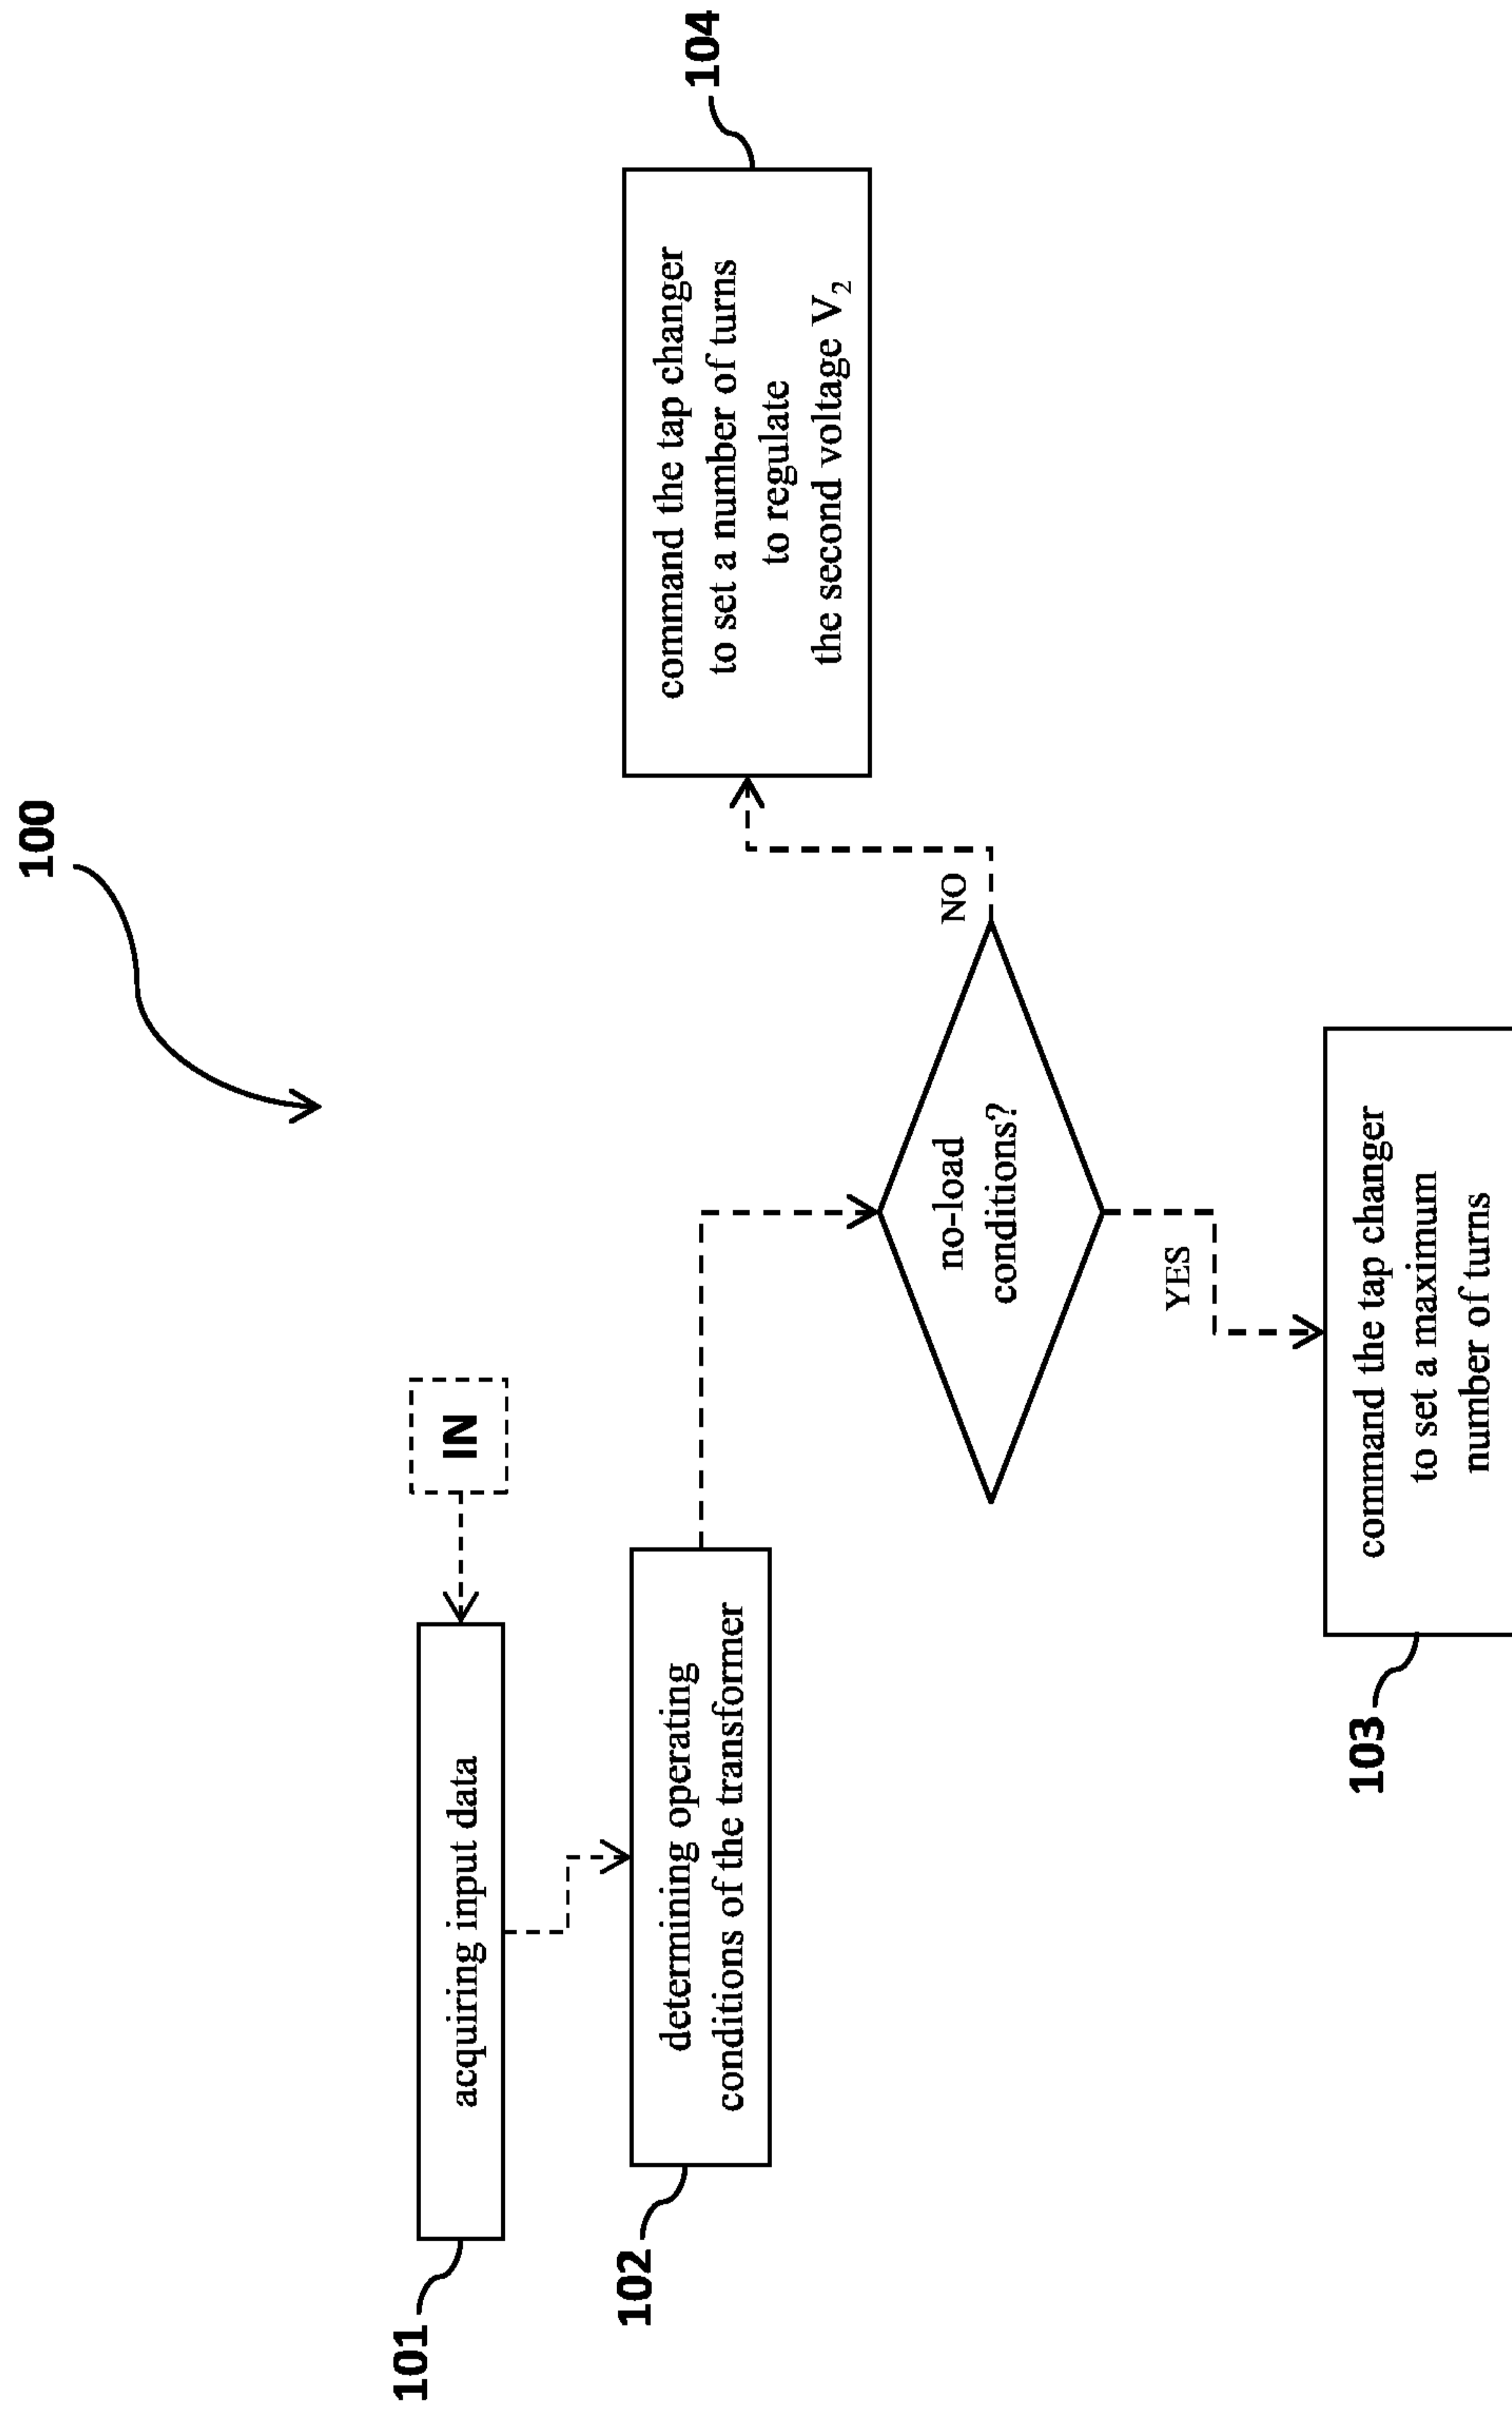 100
IN
acquiring input data
101
determining operating
conditions of the transformer
102
no-load
conditions?
NO
YES
command the tap changer
to set a number of turns
to regulate
the second voltage V₂
104
command the tap changer
to set a maximum
number of turns
103